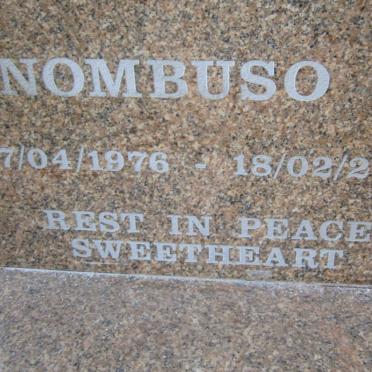 NOMBUSO
7/04/1976 - 18/02/2
REST IN PEACE
SWEETHEART